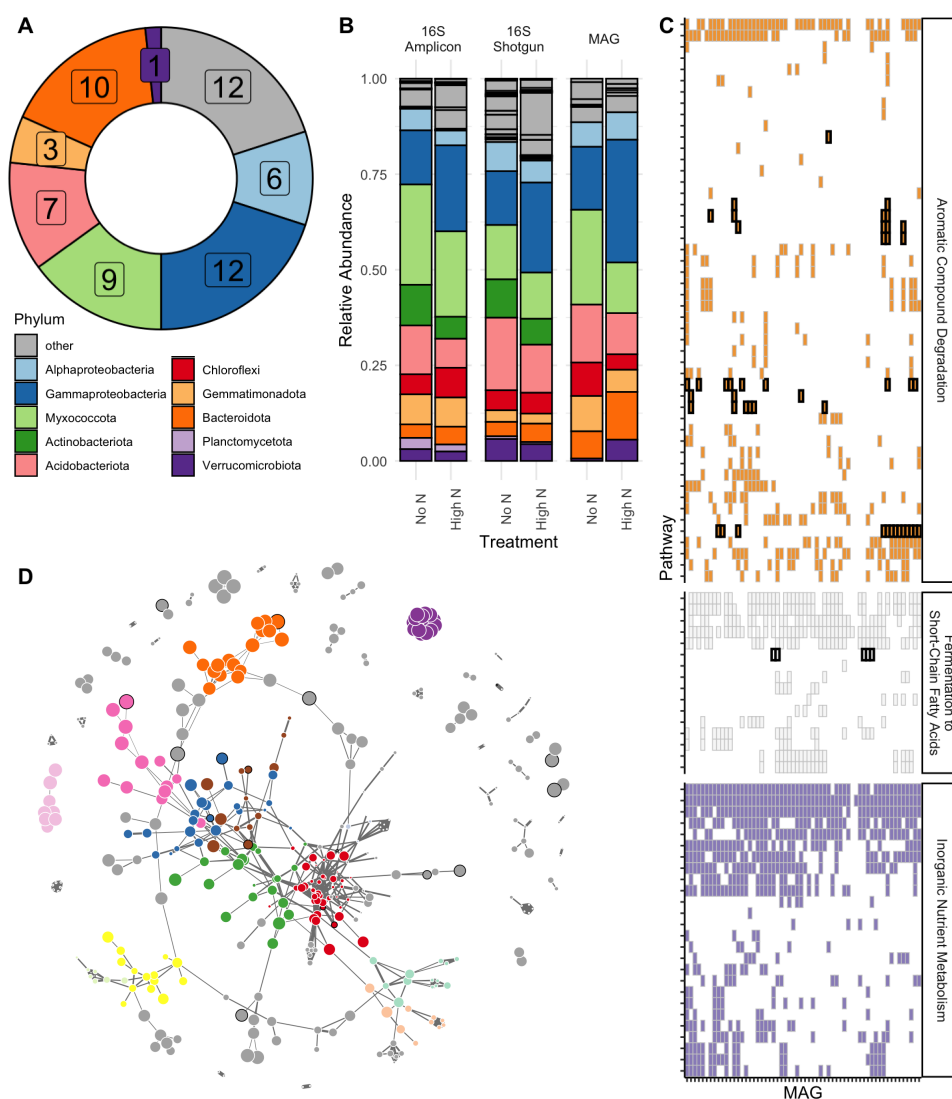 A
1
10
12
3
6
7
9
12
Phylum
other
Alphaproteobacteria
Gammaproteobacteria
Myxococcota
Actinobacteriota
Acidobacteriota
Chloroflexi
Gemmatimonadota
Bacteroidota
Planctomycetota
Verrucomicrobiota
B
16S
Amplicon
16S
Shotgun
MAG
Relative Abundance
1.00
0.75
0.50
0.25
0.00
No N
High N
No N
High N
No N
High N
Treatment
C
Pathway
Aromatic Compound Degradation
Fermentation to
Short-Chain Fatty Acids
Inorganic Nutrient Metabolism
MAG
D